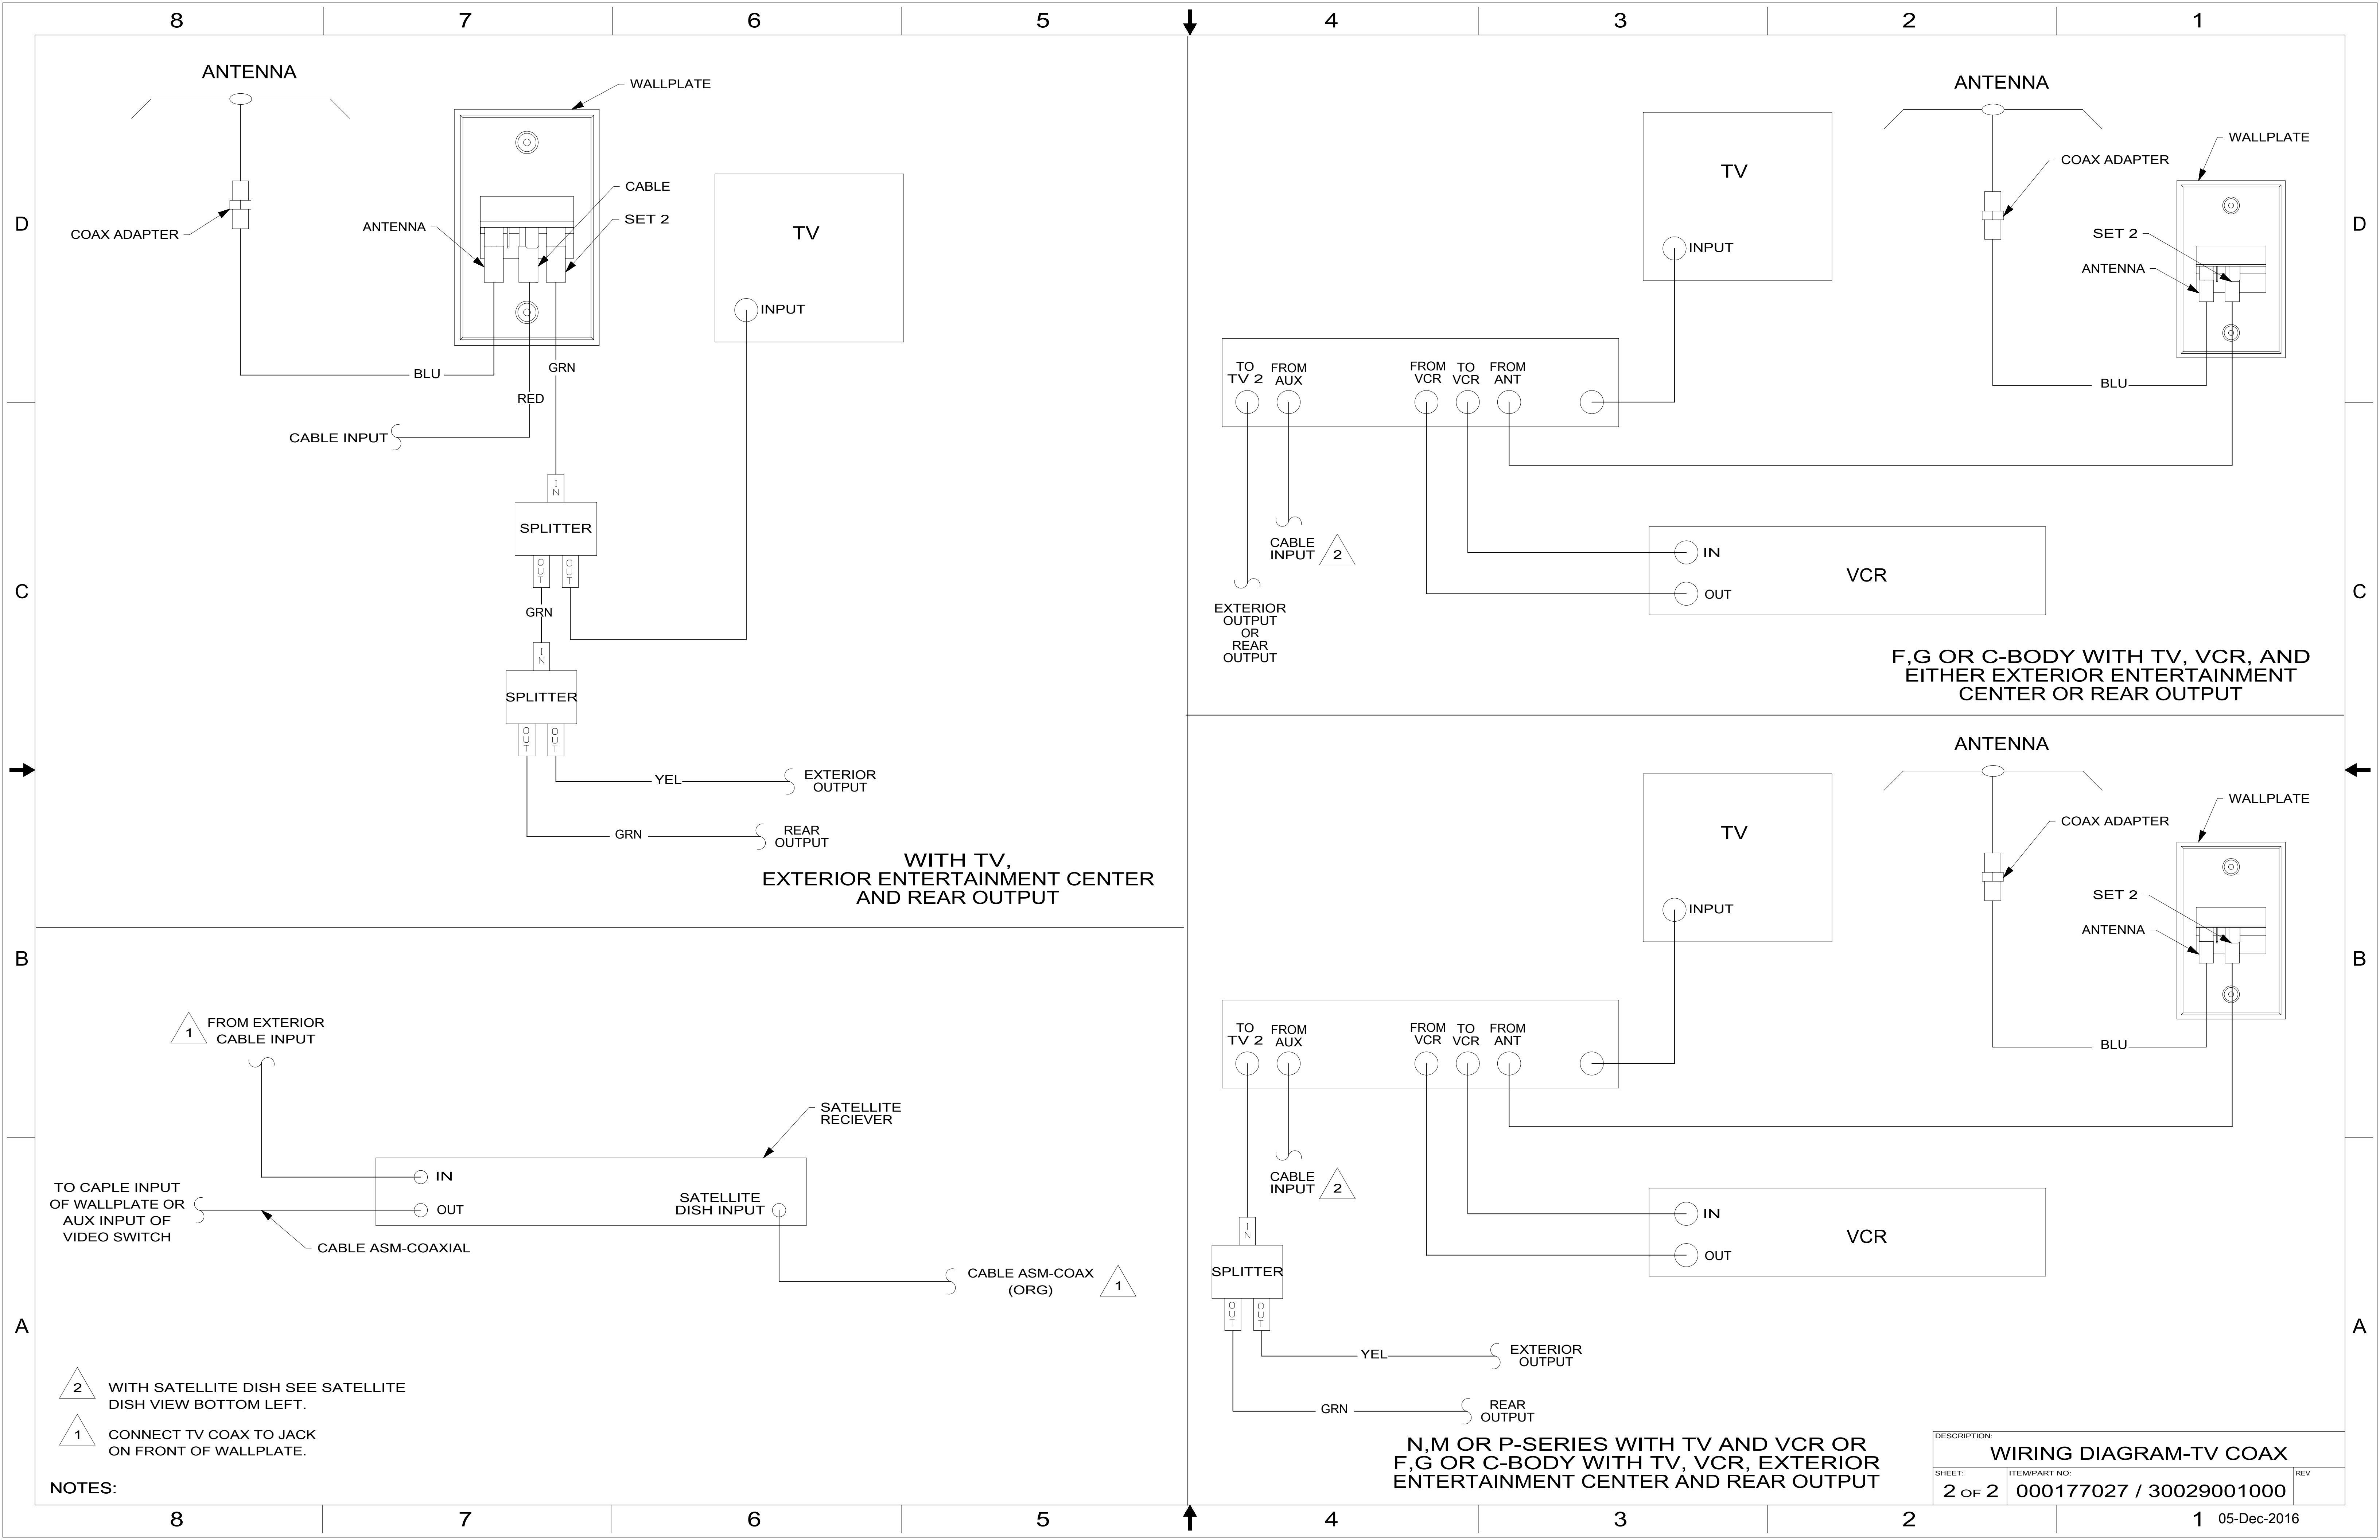 8 7 6 5 4 3 2 1
D
C
B
A
ANTENNA
WALLPLATE
COAX ADAPTER
ANTENNA
CABLE
SET 2
TV
INPUT
BLU
RED
GRN
CABLE INPUT
IN
SPLITTER
OUT OUT
GRN
IN
SPLITTER
OUT OUT
YEL
EXTERIOR
OUTPUT
GRN
REAR
OUTPUT
WITH TV,
EXTERIOR ENTERTAINMENT CENTER
AND REAR OUTPUT
1
FROM EXTERIOR
CABLE INPUT
SATELLITE
RECIEVER
IN
OUT
SATELLITE
DISH INPUT
TO CAPLE INPUT
OF WALLPLATE OR
AUX INPUT OF
VIDEO SWITCH
CABLE ASM-COAXIAL
CABLE ASM-COAX
(ORG)
1
2
WITH SATELLITE DISH SEE SATELLITE
DISH VIEW BOTTOM LEFT.
1
CONNECT TV COAX TO JACK
ON FRONT OF WALLPLATE.
NOTES:
ANTENNA
WALLPLATE
COAX ADAPTER
SET 2
ANTENNA
BLU
TV
INPUT
TO
TV 2
FROM
AUX
FROM
VCR
TO
VCR
FROM
ANT
CABLE
INPUT
2
EXTERIOR
OUTPUT
OR
REAR
OUTPUT
IN
OUT
VCR
F,G OR C-BODY WITH TV, VCR, AND
EITHER EXTERIOR ENTERTAINMENT
CENTER OR REAR OUTPUT
ANTENNA
WALLPLATE
COAX ADAPTER
SET 2
ANTENNA
BLU
TV
INPUT
TO
TV 2
FROM
AUX
FROM
VCR
TO
VCR
FROM
ANT
CABLE
INPUT
2
IN
SPLITTER
OUT OUT
IN
OUT
VCR
YEL
EXTERIOR
OUTPUT
GRN
REAR
OUTPUT
N,M OR P-SERIES WITH TV AND VCR OR
F,G OR C-BODY WITH TV, VCR, EXTERIOR
ENTERTAINMENT CENTER AND REAR OUTPUT
D
C
B
A
DESCRIPTION:
WIRING DIAGRAM-TV COAX
SHEET:
2 OF 2
ITEM/PART NO:
000177027 / 30029001000
REV
8 7 6 5 4 3 2 1
05-Dec-2016